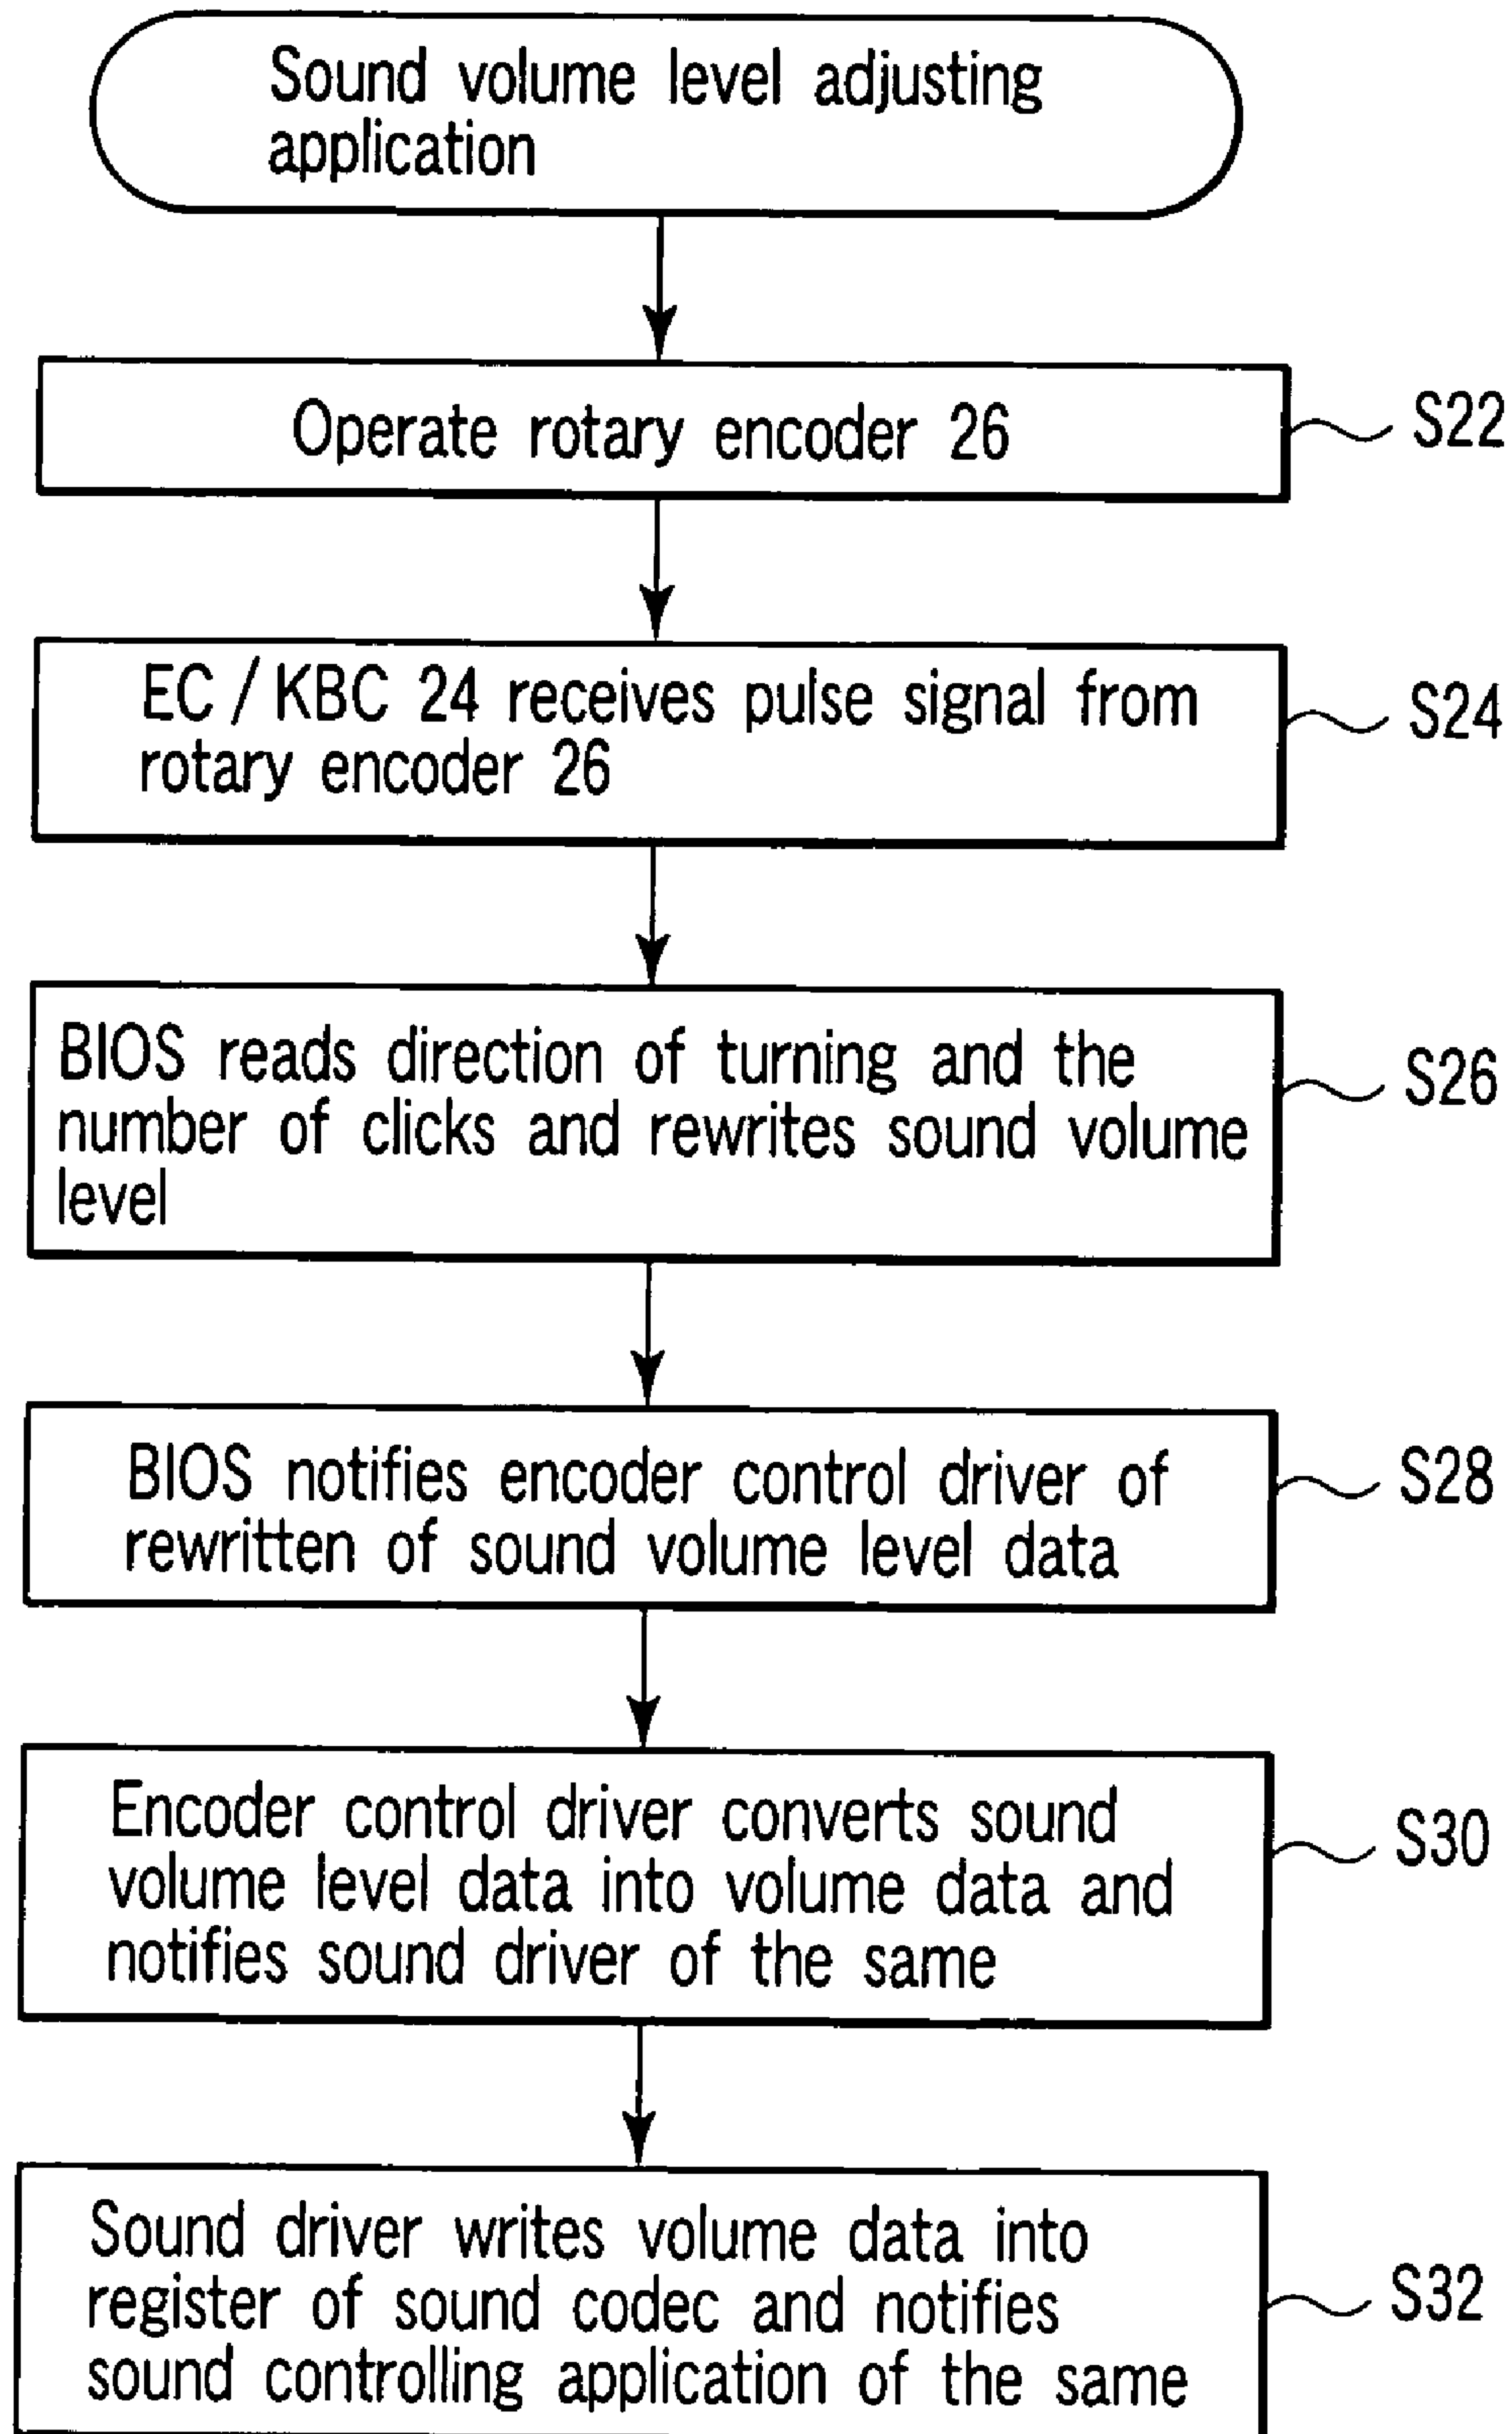 Sound volume level adjusting
application
Operate rotary encoder 26
S22
EC / KBC 24 receives pulse signal from
rotary encoder 26
S24
BIOS reads direction of turning and the
number of clicks and rewrites sound volume
level
S26
BIOS notifies encoder control driver of
rewritten of sound volume level data
S28
Encoder control driver converts sound
volume level data into volume data and
notifies sound driver of the same
S30
Sound driver writes volume data into
register of sound codec and notifies
sound controlling application of the same
S32